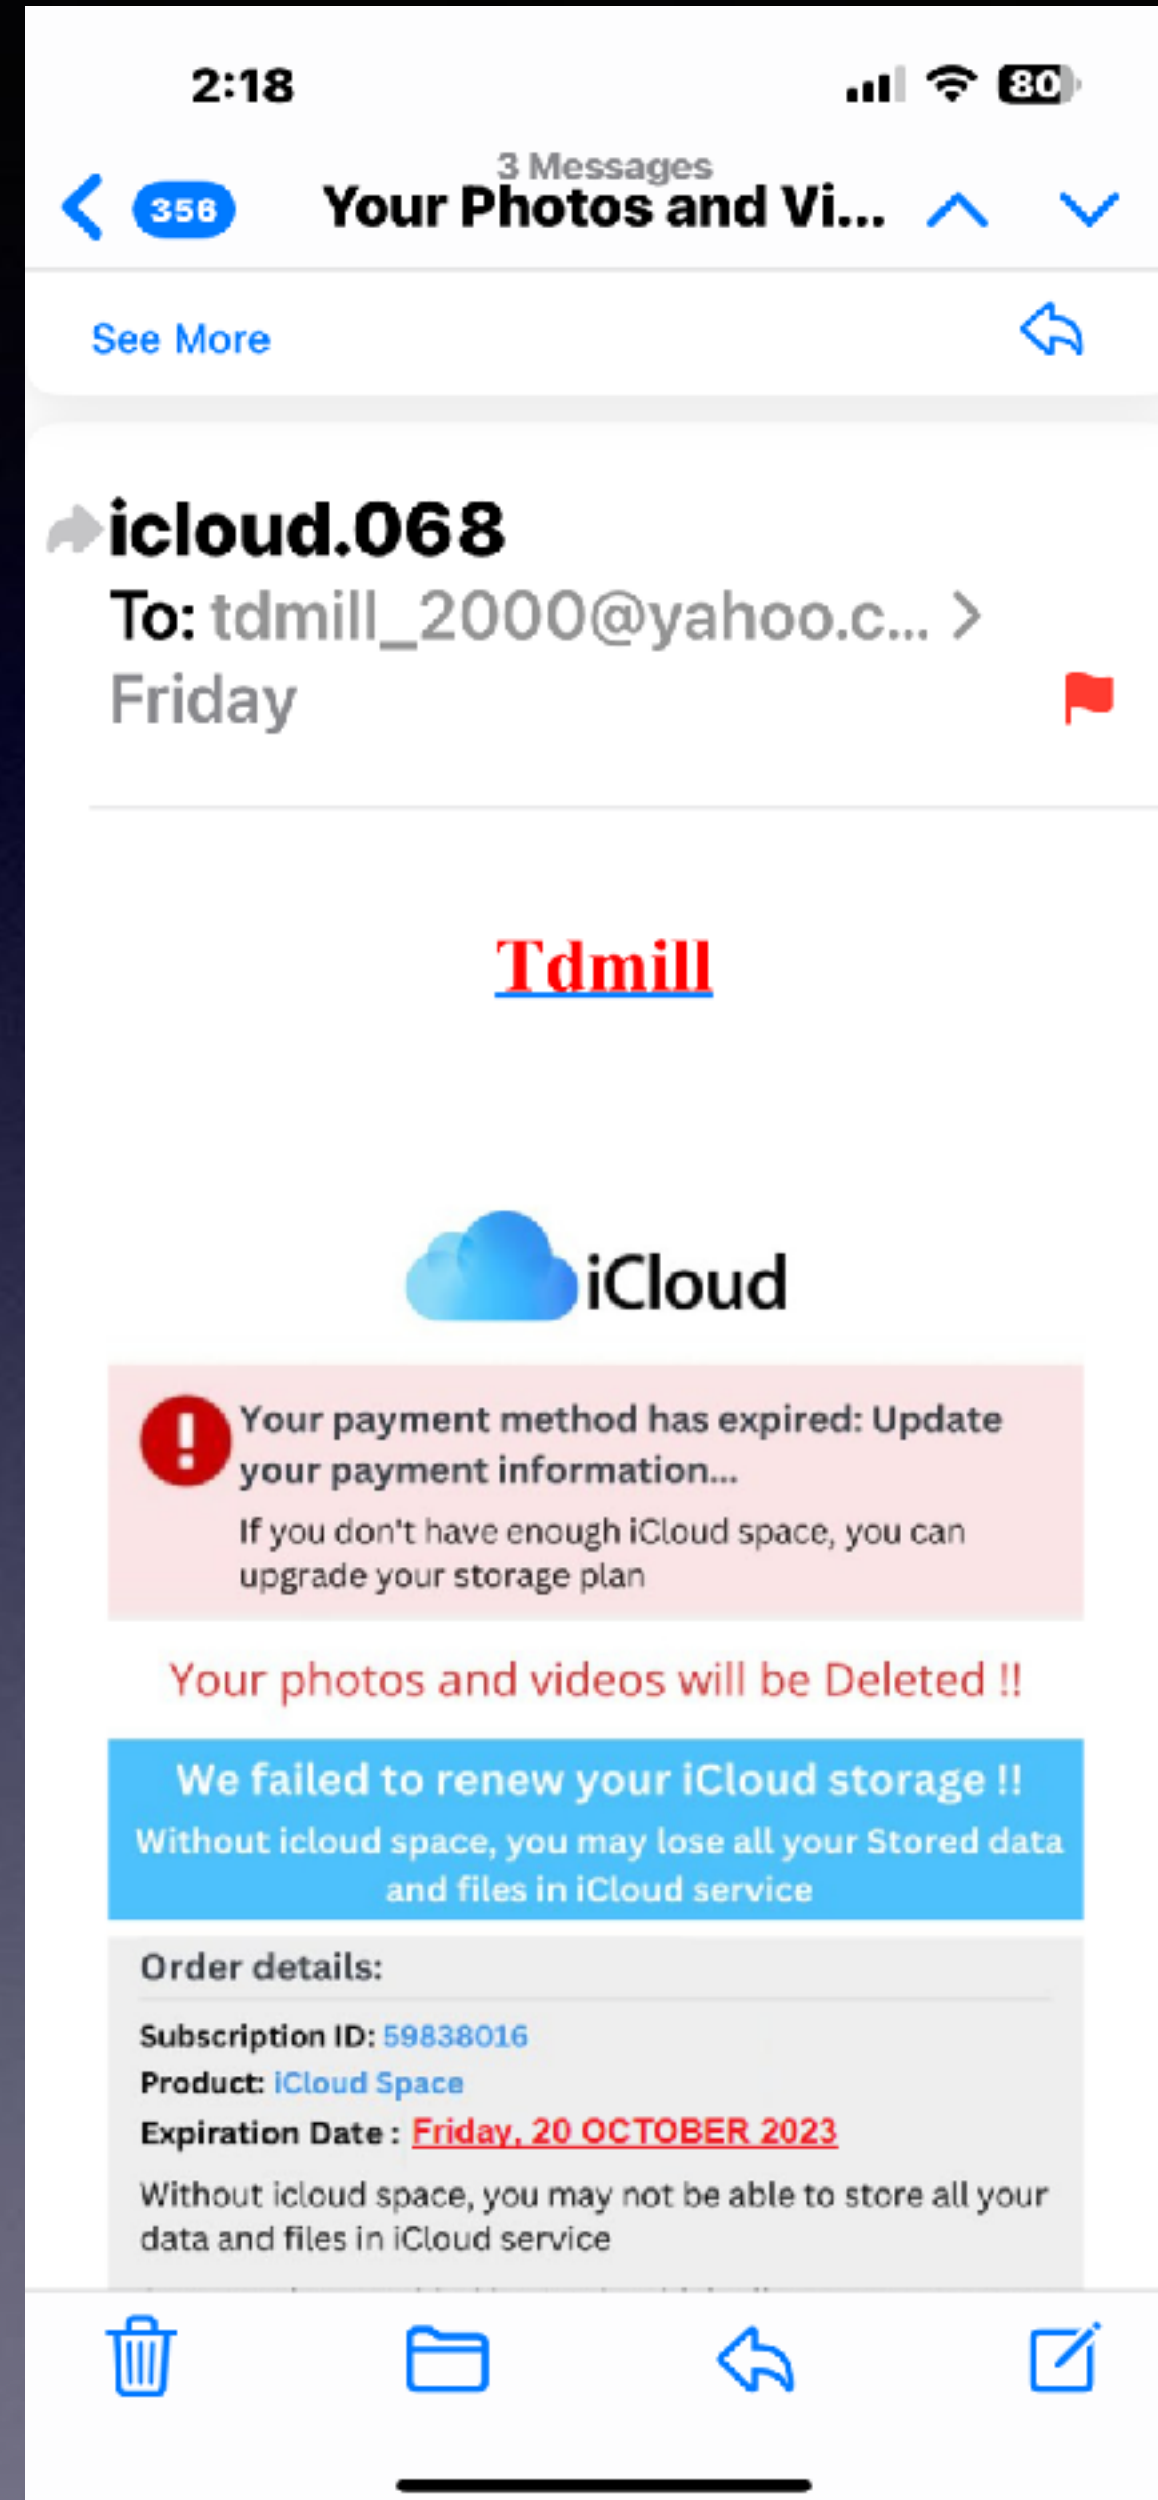 2:18
80
3 Messages
356
Your Photos and Vi...
See More
icloud.068
To: tdmill_2000@yahoo.c...
Friday
Tdmill
iCloud
Your payment method has expired: Update
your payment information...
If you don't have enough iCloud space, you can
upgrade your storage plan
Your photos and videos will be Deleted !!
We failed to renew your iCloud storage !!
Without icloud space, you may lose all your Stored data
and files in iCloud service
Order details:
Subscription ID: 59838016
Product: iCloud Space
Expiration Date : Friday, 20 OCTOBER 2023
Without icloud space, you may not be able to store all your
data and files in iCloud service